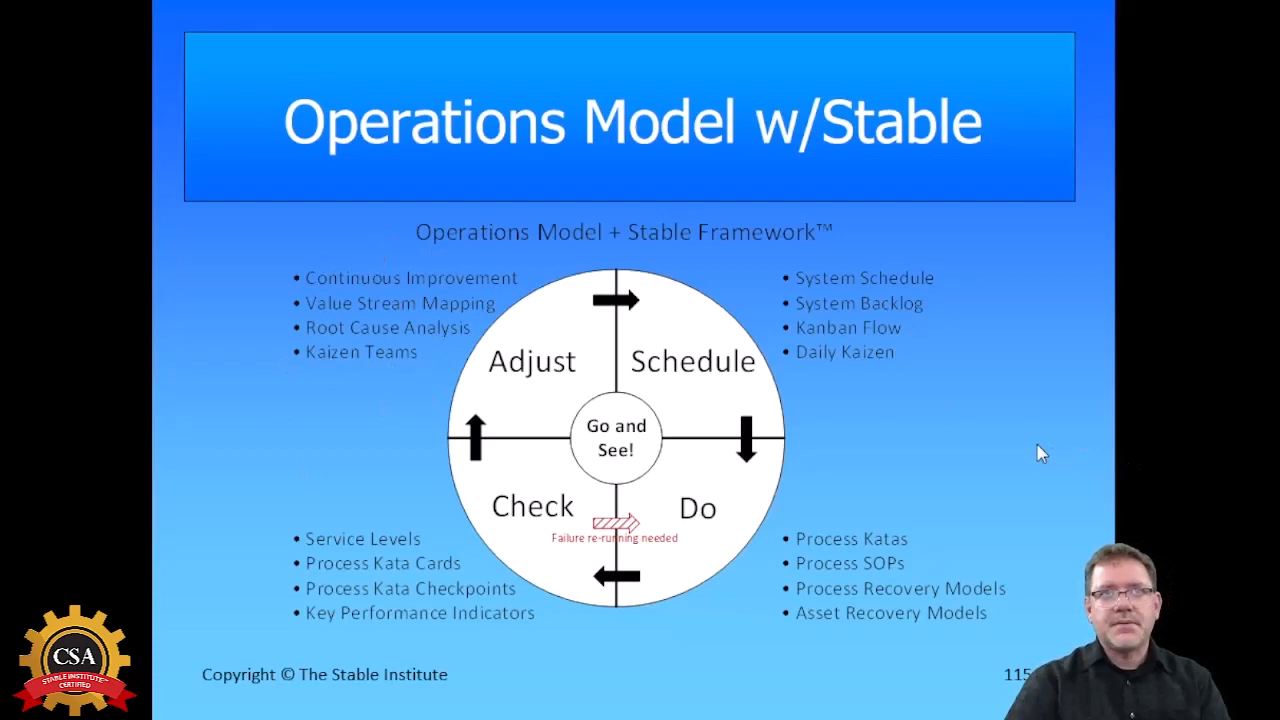 Operations Model w/Stable
Operations Model + Stable Framework™
• Continuous Improvement
• Value Stream Mapping
• Root Cause Analysis
• Kaizen Teams
• System Schedule
• System Backlog
• Kanban Flow
• Daily Kaizen
Adjust
Schedule
Go and
See!
Check
Do
Failure re-running needed
• Service Levels
• Process Kata Cards
• Process Kata Checkpoints
• Key Performance Indicators
• Process Katas
• Process SOPs
• Process Recovery Models
• Asset Recovery Models
CSA
STABLE INSTITUTE™
CERTIFIED
Copyright © The Stable Institute
115